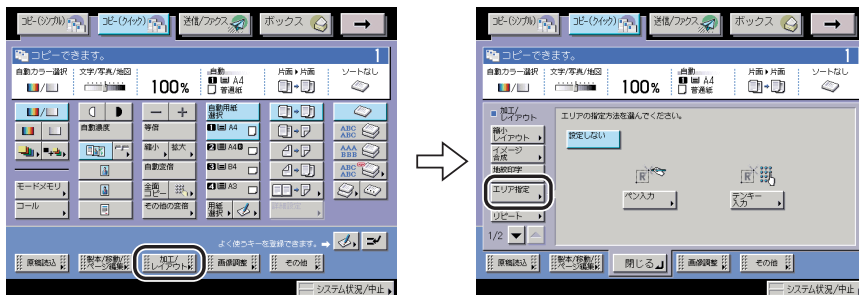 コピー(シンプル)
コピー(クイック)
送信/ファクス
ボックス
コピーできます。
1
自動カラー選択
文字/写真/地図
100%
自動
1 A4
普通紙
片面▶片面
ソートなし
自動濃度
等倍
縮小
拡大
自動変倍
全面コピー
その他の変倍
自動用紙選択
1 A4
2 A4
3 B4
4 A3
用紙選択
ABC
ABC
AAA
BBB
ABC
ABC
モードメモリ
コール
よく使うキーを登録できます。
原稿読込
製本/移動/ページ編集
加工/レイアウト
画像調整
その他
システム状況/中止
コピー(シンプル)
コピー(クイック)
送信/ファクス
ボックス
コピーできます。
1
自動カラー選択
文字/写真/地図
100%
自動
1 A4
普通紙
片面▶片面
ソートなし
加工/レイアウト
縮小レイアウト
イメージ合成
地紋印字
エリア指定
リピート
1/2
エリアの指定方法を選んでください。
設定しない
ペン入力
テンキー入力
原稿読込
製本/移動/ページ編集
閉じる
画像調整
その他
システム状況/中止